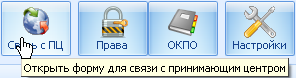 Связь с ПЦ Права ОКПО Настройки
Открыть форму для связи с принимающим центром